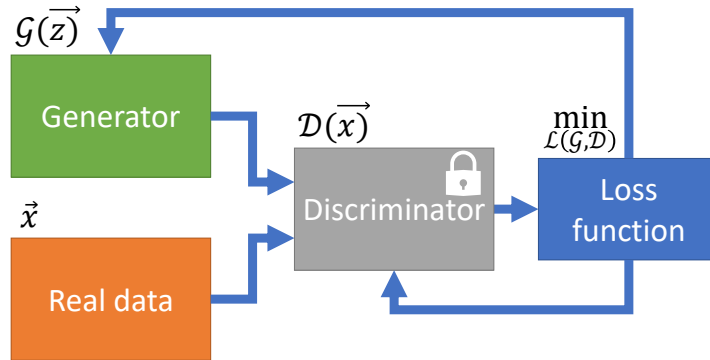 𝒢(z⃗)
Generator
𝒟(x⃗)
min
ℒ(𝒢,𝒟)
Discriminator
Loss
function
x⃗
Real data